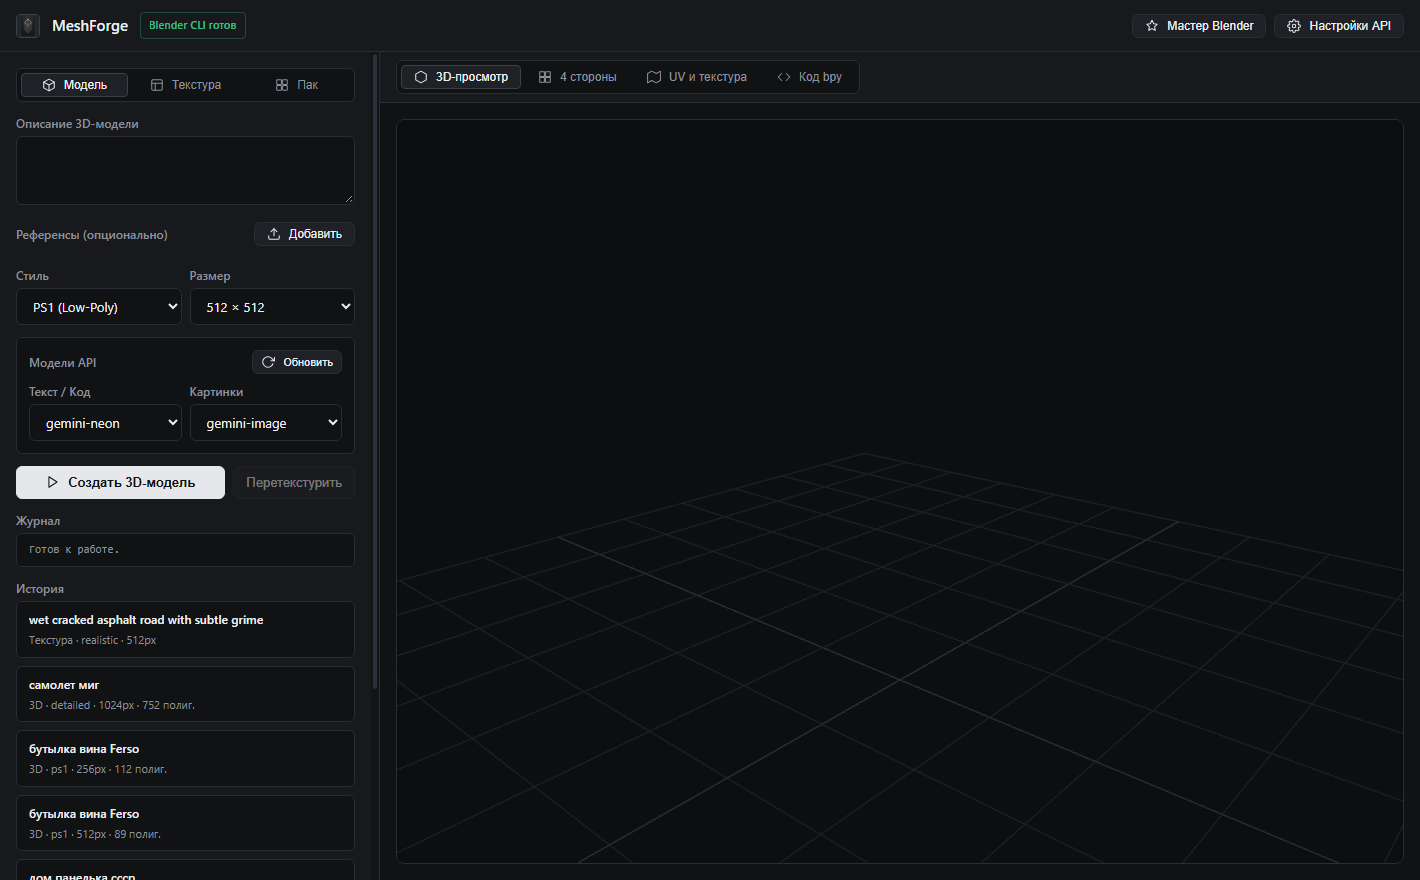 MeshForge
Blender CLI готов
Мастер Blender
Настройки API
Модель
Текстура
Пак
3D-просмотр
4 стороны
UV и текстура
Код bpy
Описание 3D-модели
Референсы (опционально)
Добавить
Стиль
Размер
PS1 (Low-Poly)
512 × 512
Модели API
Обновить
Текст / Код
Картинки
gemini-neon
gemini-image
Создать 3D-модель
Перетекстурить
Журнал
Готов к работе.
История
wet cracked asphalt road with subtle grime
Текстура · realistic · 512px
самолет миг
3D · detailed · 1024px · 752 полиг.
бутылка вина Ferso
3D · ps1 · 256px · 112 полиг.
бутылка вина Ferso
3D · ps1 · 512px · 89 полиг.
дом панелька ссср